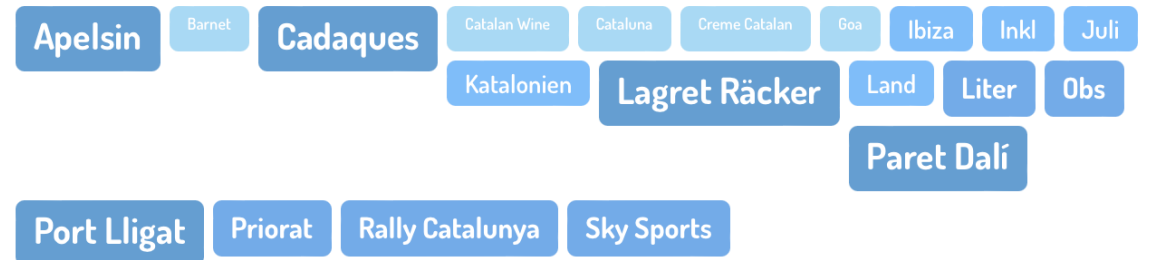 Apelsin Barnet Cadaques Catalan Wine Cataluna Creme Catalan Goa Ibiza Inkl Juli
Katalonien Lagret Räcker Land Liter Obs
Paret Dalí
Port Lligat Priorat Rally Catalunya Sky Sports